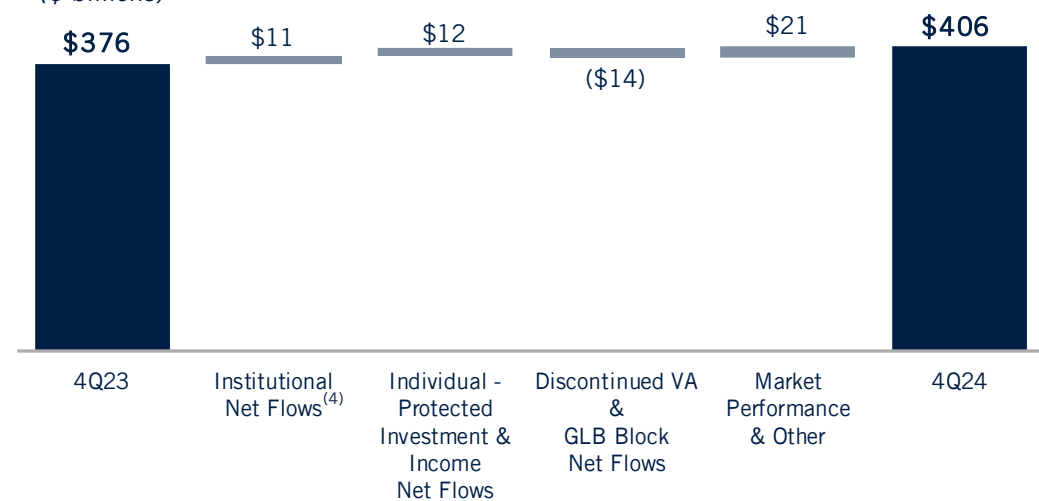 ($ billions)
$376
$11
$12
($14)
$21
$406
4Q23
Institutional
Net Flows(4)
Individual -
Protected
Investment &
Income
Net Flows
Discontinued VA
&
GLB Block
Net Flows
Market
Performance
& Other
4Q24